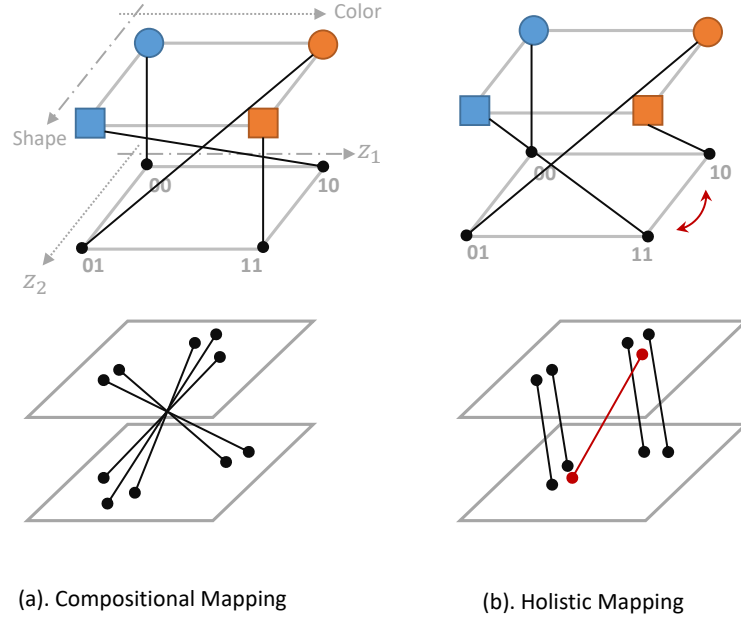 Color
Shape
z1
00
10
z2
01
11
00
10
01
11
(a). Compositional Mapping
(b). Holistic Mapping